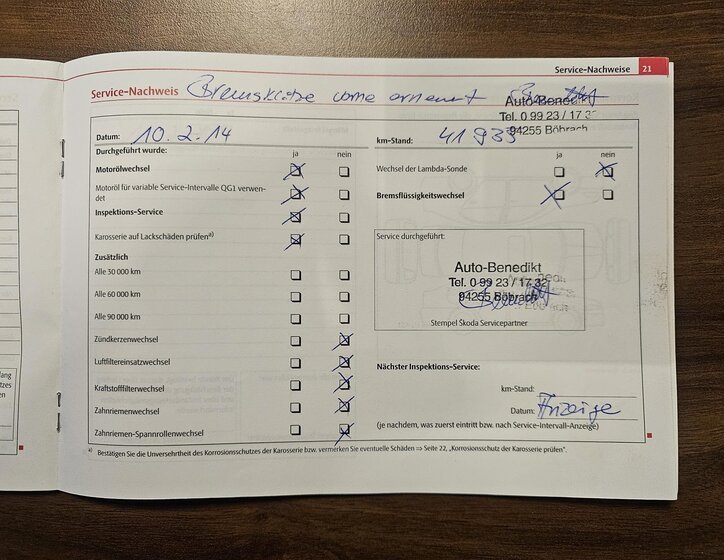 Service-Nachweise 21
Service-Nachweis Bremsklötze vorne erneuert
Auto-Benedikt
Tel. 0 99 23 / 17 32
94255 Böbrach
Datum: 10.2.14
km-Stand: 41 933
Durchgeführt wurde:
ja nein
Motorölwechsel
Motoröl für variable Service-Intervalle QG1 verwen-
det
Inspektions-Service
Karosserie auf Lackschäden prüfen a)
Zusätzlich
Alle 30 000 km
Alle 60 000 km
Alle 90 000 km
Zündkerzenwechsel
Luftfiltereinsatzwechsel
Kraftstofffilterwechsel
Zahnriemenwechsel
Zahnriemen-Spannrollenwechsel
ja nein
Wechsel der Lambda-Sonde
Bremsflüssigkeitswechsel
Service durchgeführt:
Auto-Benedikt
Tel. 0 99 23 / 17 32
94255 Böbrach
Stempel Škoda Servicepartner
Nächster Inspektions-Service:
km-Stand:
Datum: Anzeige
(je nachdem, was zuerst eintritt bzw. nach Service-Intervall-Anzeige)
a) Bestätigen Sie die Unversehrtheit des Korrosionsschutzes der Karosserie bzw. vermerken Sie eventuelle Schäden ⇒ Seite 22, „Korrosionsschutz der Karosserie prüfen".